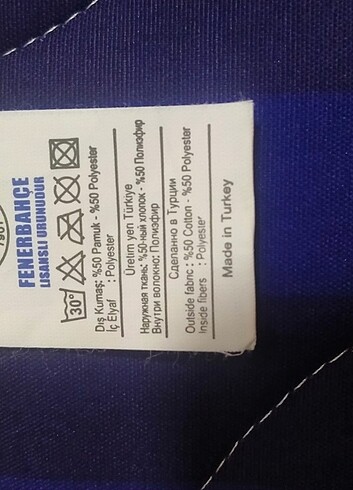 FENERBAHÇE
LİSANSLI ÜRÜNÜDÜR
30°
Dış Kumaş: %50 Pamuk - %50 Polyester
İç Elyaf : Polyester
Üretim yeri Türkiye
Наружная ткань: %50-ный хлопок - %50 Полиэфир
Внутри волокно: Полиэфир
Сделанно в Турции
Outside fabric : %50 Cotton - %50 Polyester
Inside fibers : Polyester
Made in Turkey